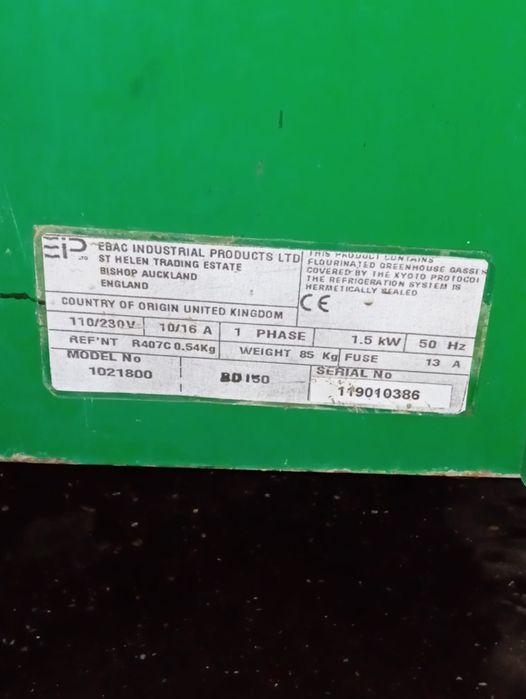 EIP LTD
EBAC INDUSTRIAL PRODUCTS LTD
ST HELEN TRADING ESTATE
BISHOP AUCKLAND
ENGLAND
THIS PRODUCT CONTAINS
FLOURINATED GREENHOUSE GASSES
COVERED BY THE KYOTO PROTOCOL
THE REFRIGERATION SYSTEM IS
HERMETICALLY SEALED
CE
COUNTRY OF ORIGIN UNITED KINGDOM
110/230V 10/16 A 1 PHASE 1.5 kW 50 Hz
REF'NT R407C 0.54Kg WEIGHT 85 Kg FUSE 13 A
MODEL No SERIAL No
1021800 BD150 119010386